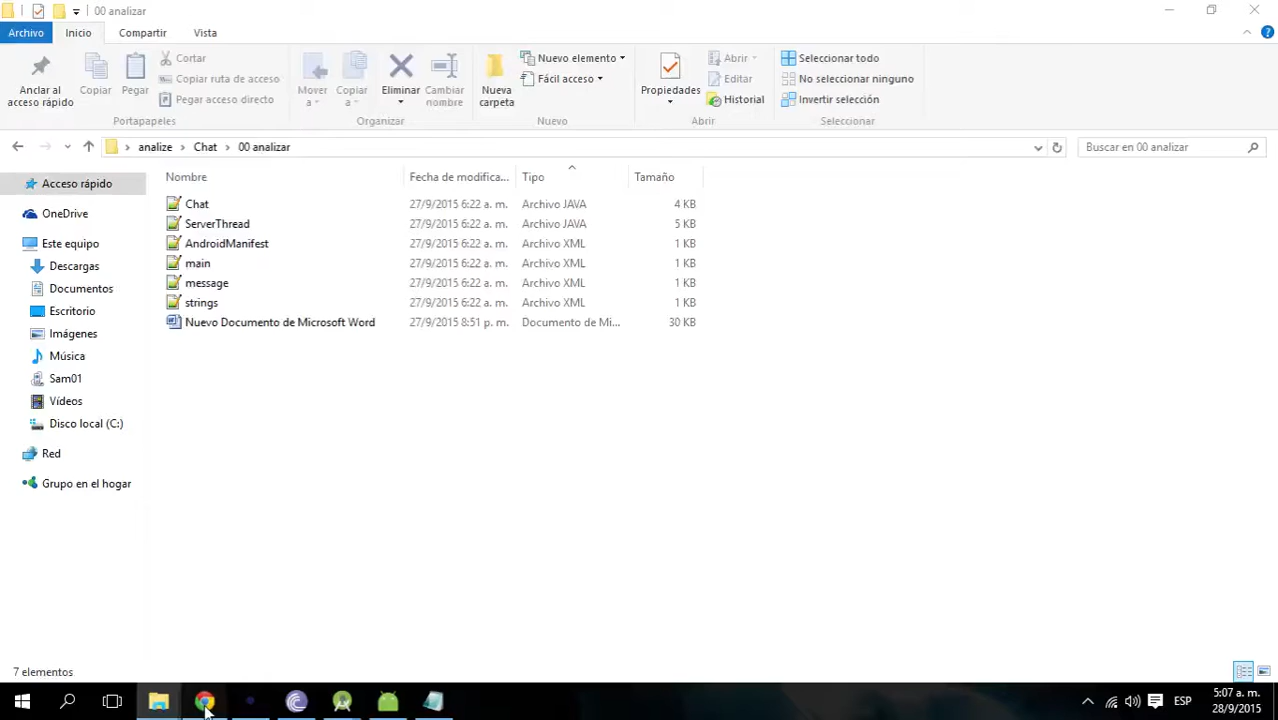 00 analizar
Archivo Inicio Compartir Vista
Anclar al acceso rápido
Copiar
Pegar
Cortar
Copiar ruta de acceso
Pegar acceso directo
Portapapeles
Mover a
Copiar a
Eliminar
Cambiar nombre
Organizar
Nueva carpeta
Nuevo elemento
Fácil acceso
Nuevo
Propiedades
Abrir
Editar
Historial
Abrir
Seleccionar todo
No seleccionar ninguno
Invertir selección
Seleccionar
analize > Chat > 00 analizar
Buscar en 00 analizar
Nombre Fecha de modifica... Tipo Tamaño
Chat 27/9/2015 6:22 a. m. Archivo JAVA 4 KB
ServerThread 27/9/2015 6:22 a. m. Archivo JAVA 5 KB
AndroidManifest 27/9/2015 6:22 a. m. Archivo XML 1 KB
main 27/9/2015 6:22 a. m. Archivo XML 1 KB
message 27/9/2015 6:22 a. m. Archivo XML 1 KB
strings 27/9/2015 6:22 a. m. Archivo XML 1 KB
Nuevo Documento de Microsoft Word 27/9/2015 8:51 p. m. Documento de Mi... 30 KB
Acceso rápido
OneDrive
Este equipo
Descargas
Documentos
Escritorio
Imágenes
Música
Sam01
Vídeos
Disco local (C:)
Red
Grupo en el hogar
7 elementos
ESP
5:07 a. m.
28/9/2015